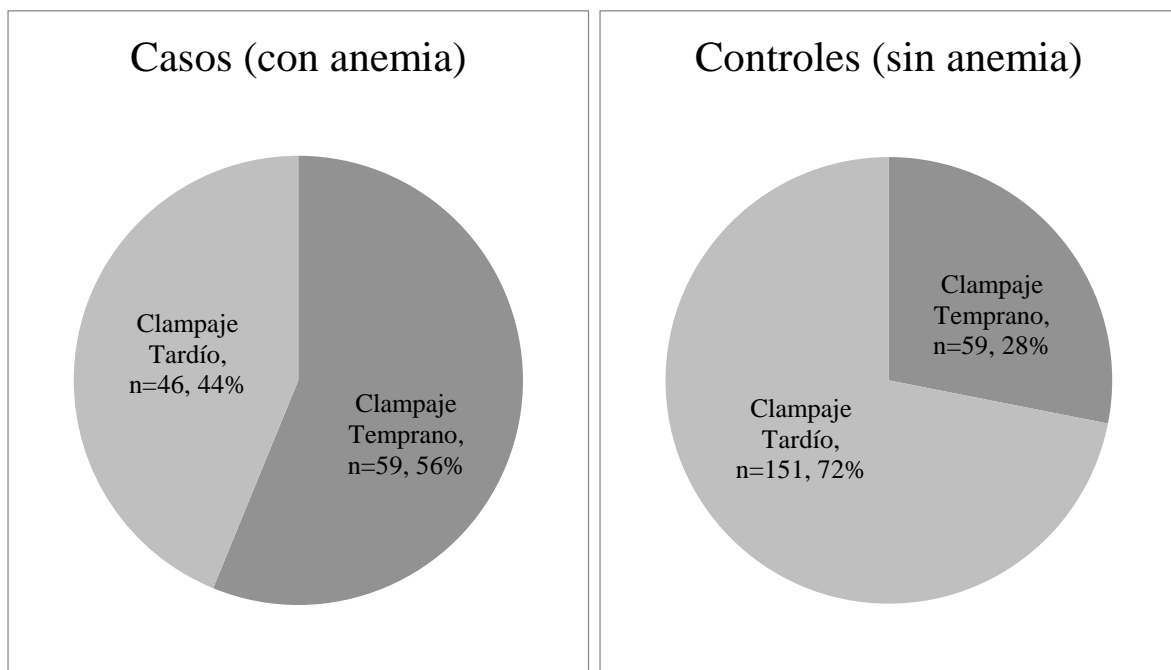 Casos (con anemia)
Clampaje
Tardío,
n=46, 44%
Clampaje
Temprano,
n=59, 56%
Controles (sin anemia)
Clampaje
Temprano,
n=59, 28%
Clampaje
Tardío,
n=151, 72%